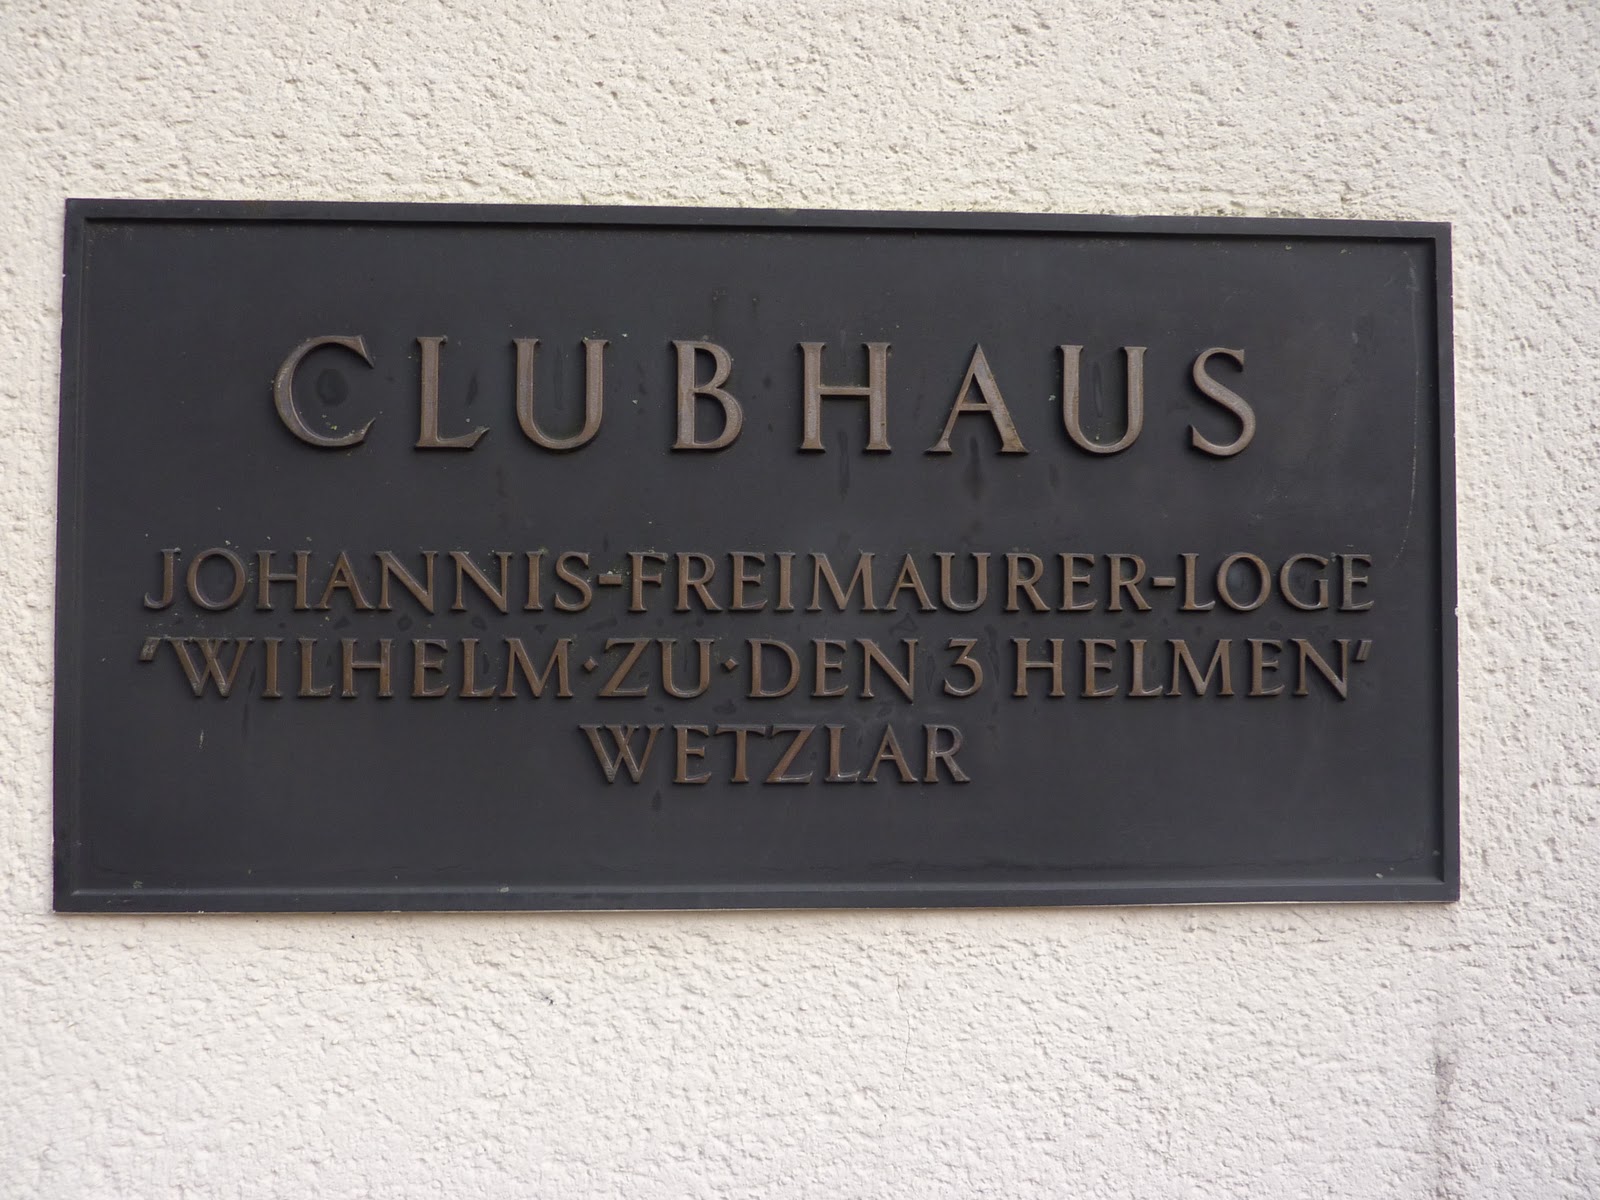 CLUBHAUS
JOHANNIS-FREIMAURER-LOGE
"WILHELM·ZU·DEN 3 HELMEN"
WETZLAR